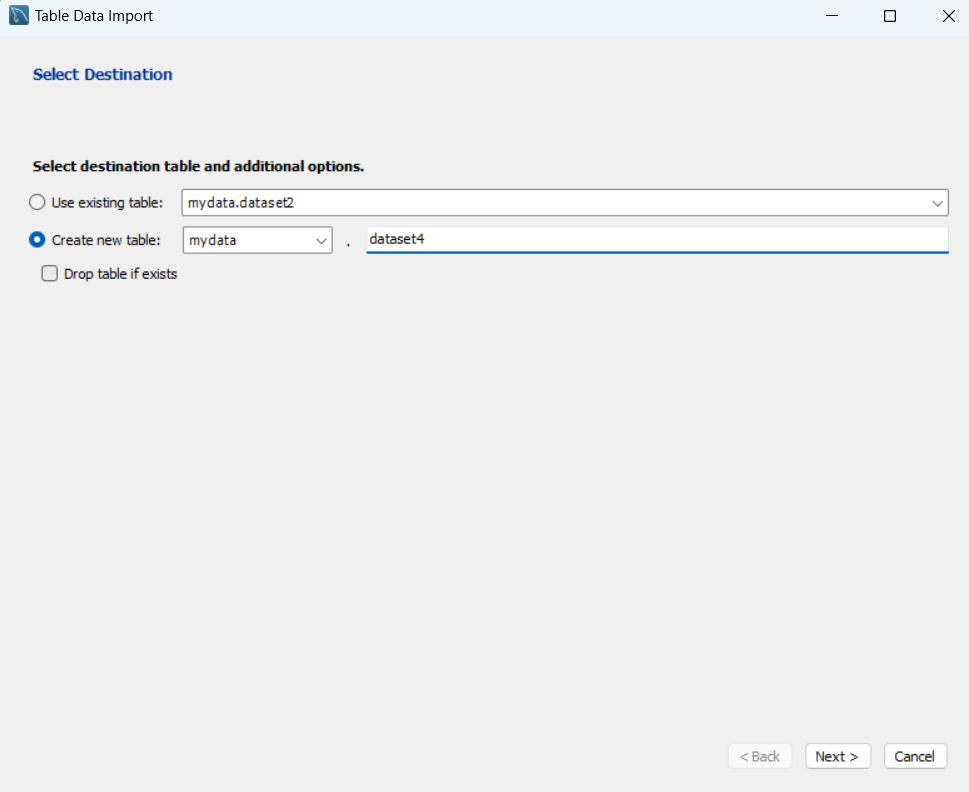 Table Data Import
Select Destination
Select destination table and additional options.
Use existing table: mydata.dataset2
Create new table: mydata . dataset4
Drop table if exists
< Back Next > Cancel